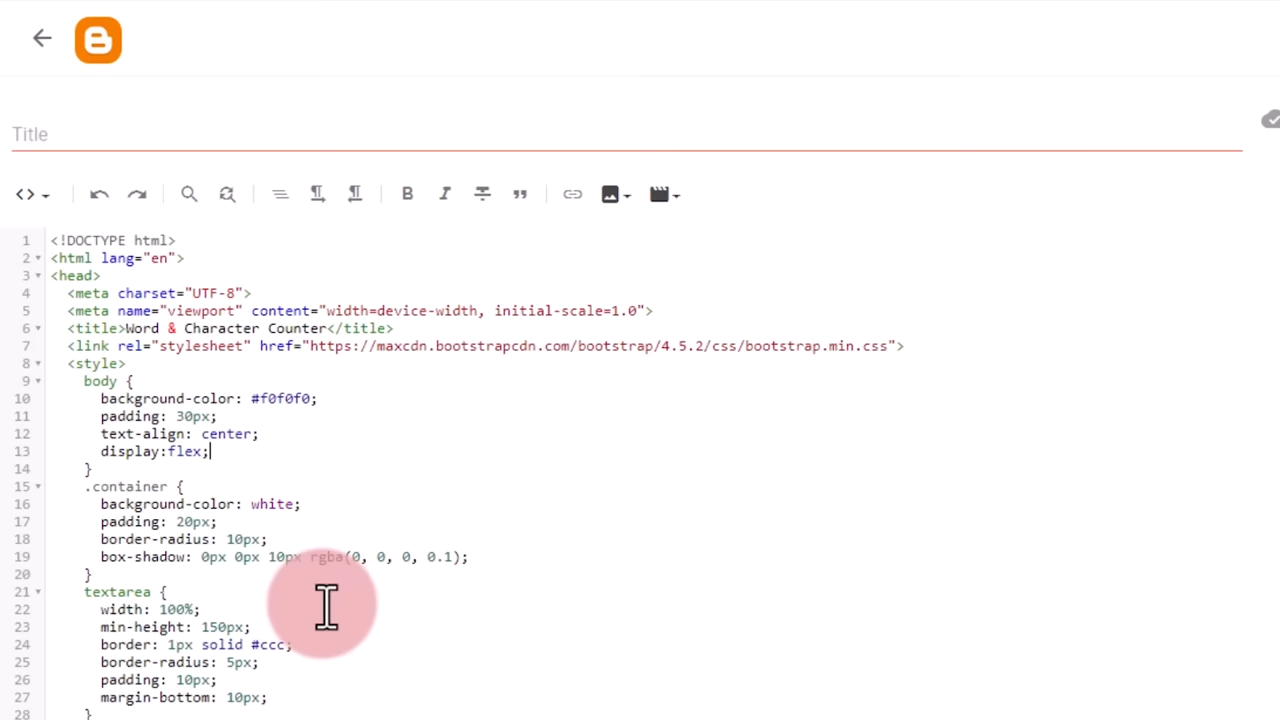 Title
1 <!DOCTYPE html>
2 <html lang="en">
3 <head>
4 <meta charset="UTF-8">
5 <meta name="viewport" content="width=device-width, initial-scale=1.0">
6 <title>Word & Character Counter</title>
7 <link rel="stylesheet" href="https://maxcdn.bootstrapcdn.com/bootstrap/4.5.2/css/bootstrap.min.css">
8 <style>
9 body {
10 background-color: #f0f0f0;
11 padding: 30px;
12 text-align: center;
13 display:flex;
14 }
15 .container {
16 background-color: white;
17 padding: 20px;
18 border-radius: 10px;
19 box-shadow: 0px 0px 10px rgba(0, 0, 0, 0.1);
20 }
21 textarea {
22 width: 100%;
23 min-height: 150px;
24 border: 1px solid #ccc;
25 border-radius: 5px;
26 padding: 10px;
27 margin-bottom: 10px;
28 }